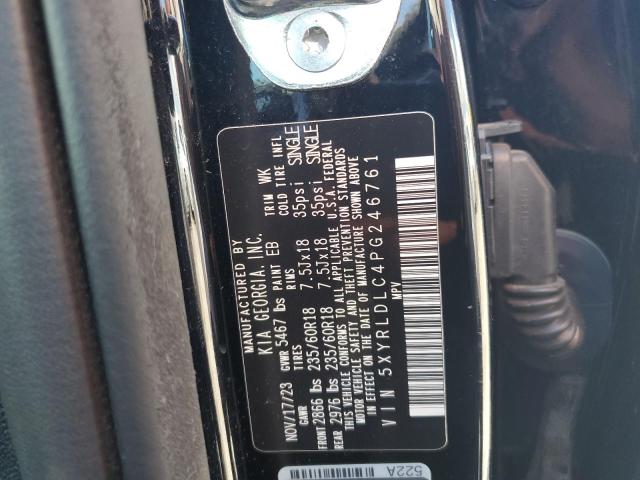 MANUFACTURED BY
KIA GEORGIA, INC.
NOV/17/23 GVWR 5467 lbs PAINT EB TRIM WK
GAWR TIRES RIMS COLD TIRE INFL
FRONT 2866 lbs 235/60R18 7.5Jx18 35psi SINGLE
REAR 2976 lbs 235/60R18 7.5Jx18 35psi SINGLE
THIS VEHICLE CONFORMS TO ALL APPLICABLE U.S.A. FEDERAL
MOTOR VEHICLE SAFETY AND THEFT PREVENTION STANDARDS
IN EFFECT ON THE DATE OF MANUFACTURE SHOWN ABOVE
VIN 5XYRLDLC4PG246761
MPV
522A